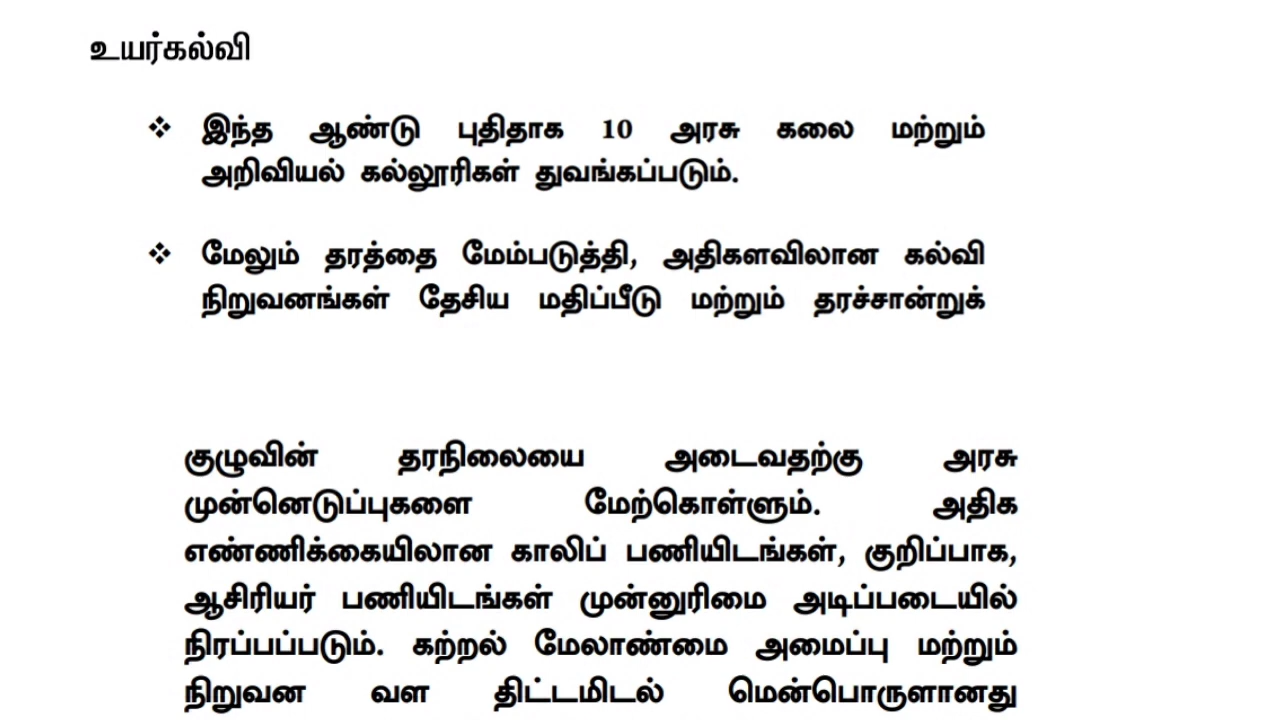 உயர்கல்வி
❖ இந்த ஆண்டு புதிதாக 10 அரசு கலை மற்றும்
அறிவியல் கல்லூரிகள் துவங்கப்படும்.
❖ மேலும் தரத்தை மேம்படுத்தி, அதிகளவிலான கல்வி
நிறுவனங்கள் தேசிய மதிப்பீடு மற்றும் தரச்சான்றுக்
குழுவின் தரநிலையை அடைவதற்கு அரசு
முன்னெடுப்புகளை மேற்கொள்ளும். அதிக
எண்ணிக்கையிலான காலிப் பணியிடங்கள், குறிப்பாக,
ஆசிரியர் பணியிடங்கள் முன்னுரிமை அடிப்படையில்
நிரப்பப்படும். கற்றல் மேலாண்மை அமைப்பு மற்றும்
நிறுவன வள திட்டமிடல் மென்பொருளானது